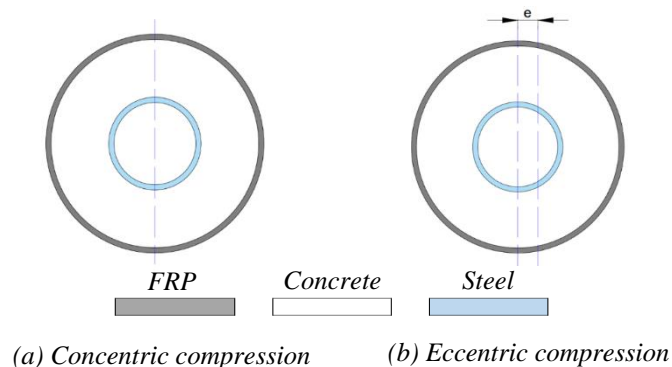 e
FRP Concrete Steel
(a) Concentric compression (b) Eccentric compression